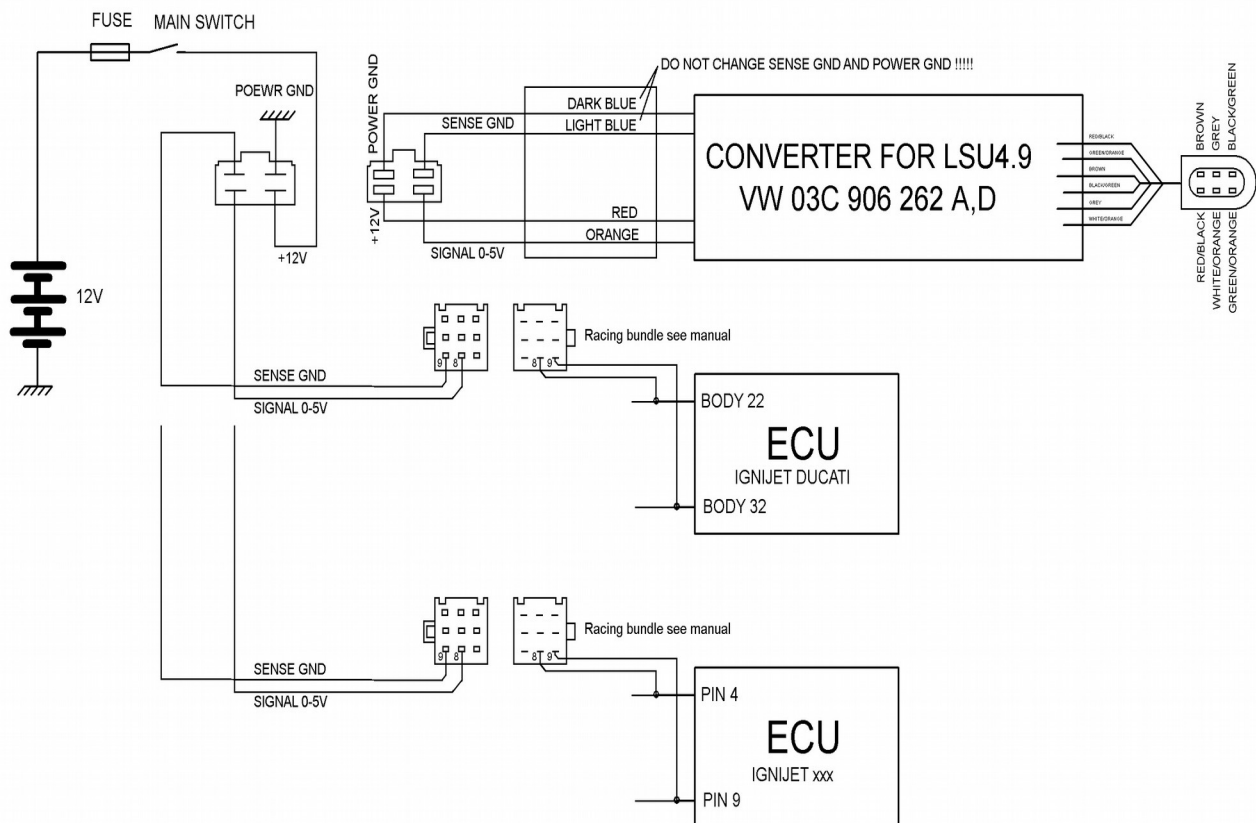 FUSE
MAIN SWITCH
POEWR GND
+12V
12V
POWER GND
SENSE GND
+12V
SIGNAL 0-5V
DO NOT CHANGE SENSE GND AND POWER GND !!!!!
DARK BLUE
LIGHT BLUE
RED
ORANGE
CONVERTER FOR LSU4.9
VW 03C 906 262 A,D
RED/BLACK
GREEN/ORANGE
BROWN
BLACK/GREEN
GREY
WHITE/ORANGE
BROWN
GREY
BLACK/GREEN
RED/BLACK
WHITE/ORANGE
GREEN/ORANGE
9 8
8 9
Racing bundle see manual
SENSE GND
SIGNAL 0-5V
BODY 22
ECU
IGNIJET DUCATI
BODY 32
9 8
8 9
Racing bundle see manual
SENSE GND
SIGNAL 0-5V
PIN 4
ECU
IGNIJET xxx
PIN 9